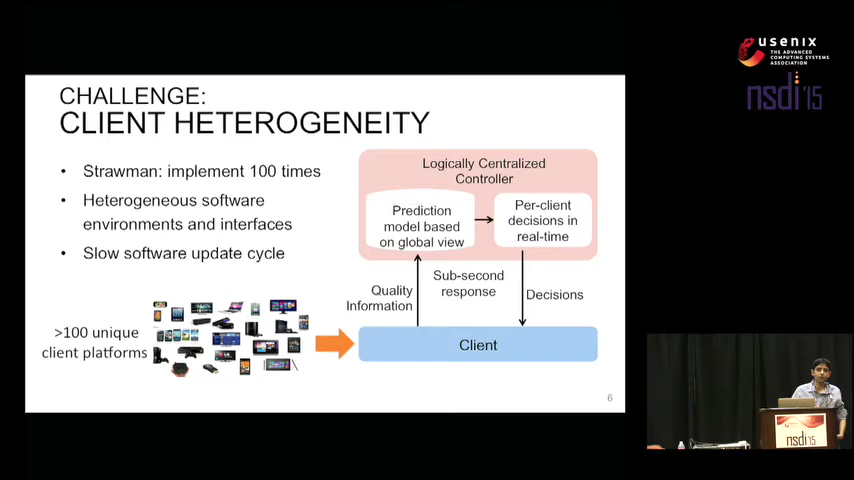 usenix
THE ADVANCED
COMPUTING SYSTEMS
ASSOCIATION
nsdi '15
CHALLENGE:
CLIENT HETEROGENEITY
• Strawman: implement 100 times
• Heterogeneous software
environments and interfaces
• Slow software update cycle
>100 unique
client platforms
Logically Centralized
Controller
Prediction
model based
on global view
Per-client
decisions in
real-time
Quality
Information
Sub-second
response
Decisions
Client
6
nsdi'15